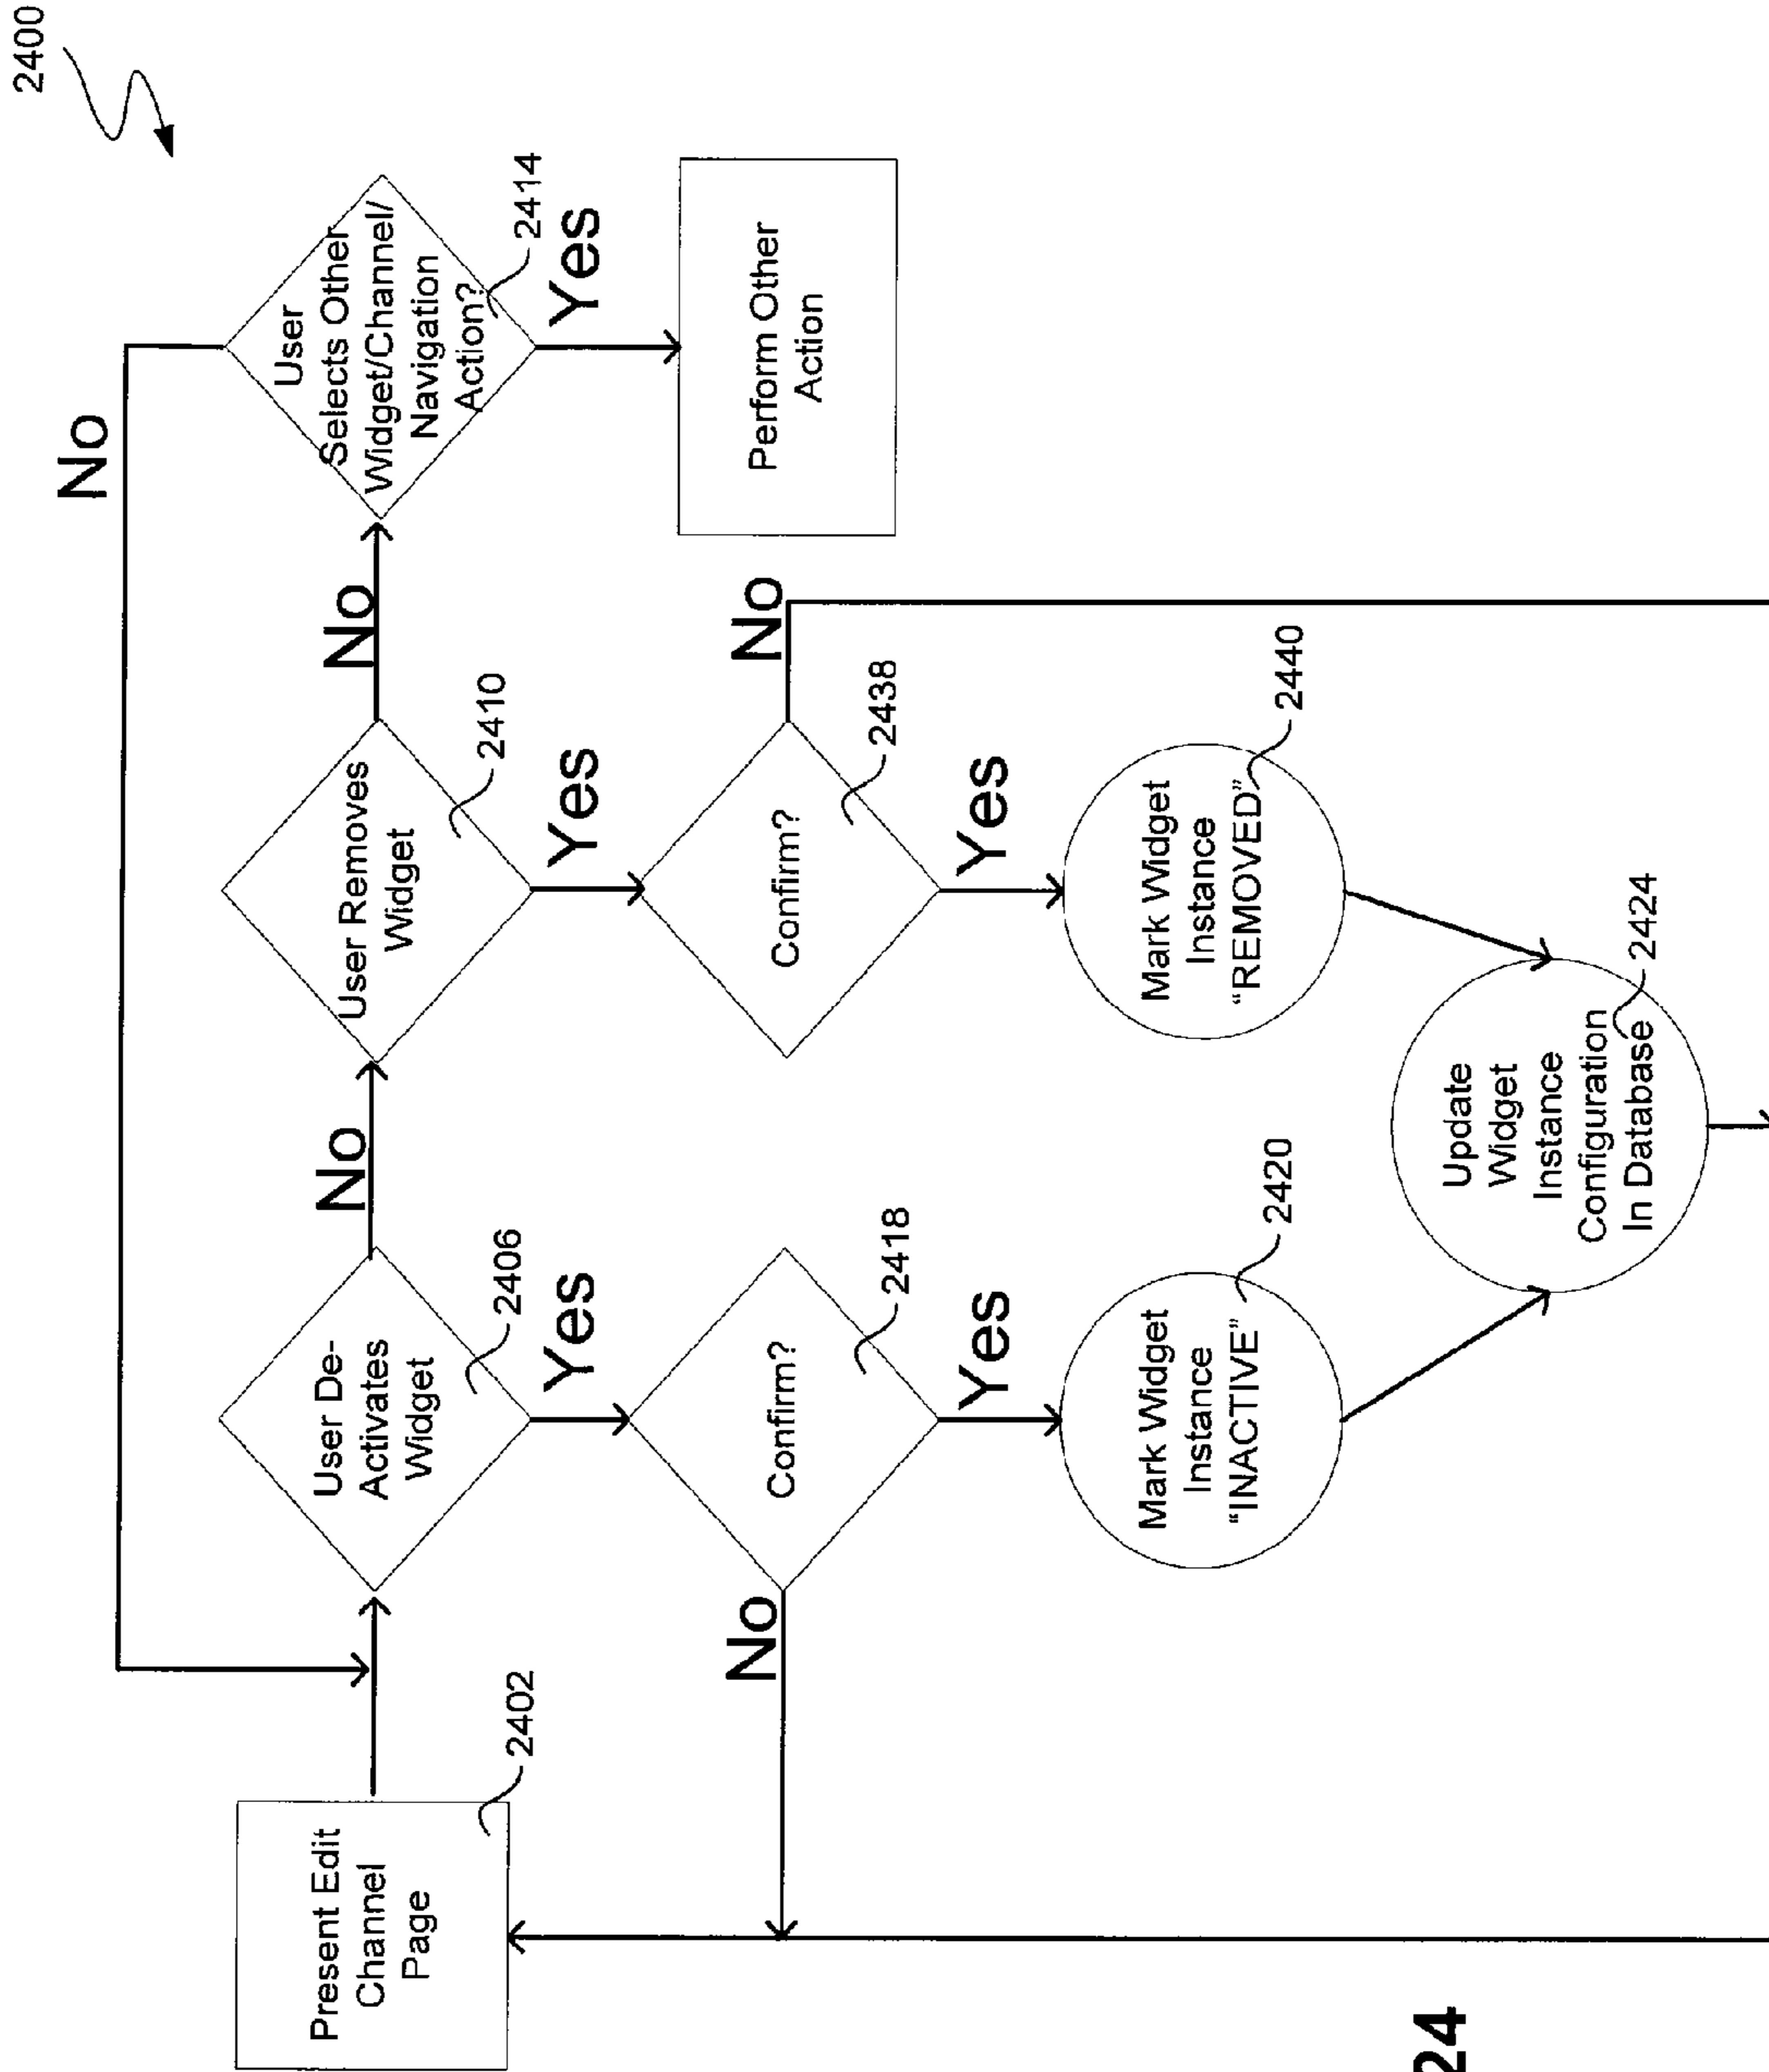 2400
No
Present Edit
Channel
Page
2402
User De-
Activates
Widget
2406
No
User Removes
Widget
2410
No
User
Selects Other
Widget/Channel/
Navigation
Action?
2414
Yes
Yes
Yes
No
Confirm?
2418
Confirm?
2438
No
Perform Other
Action
Yes
Yes
Mark Widget
Instance
“INACTIVE”
2420
Mark Widget
Instance
“REMOVED”
2440
Update
Widget
Instance
Configuration
In Database
2424
24